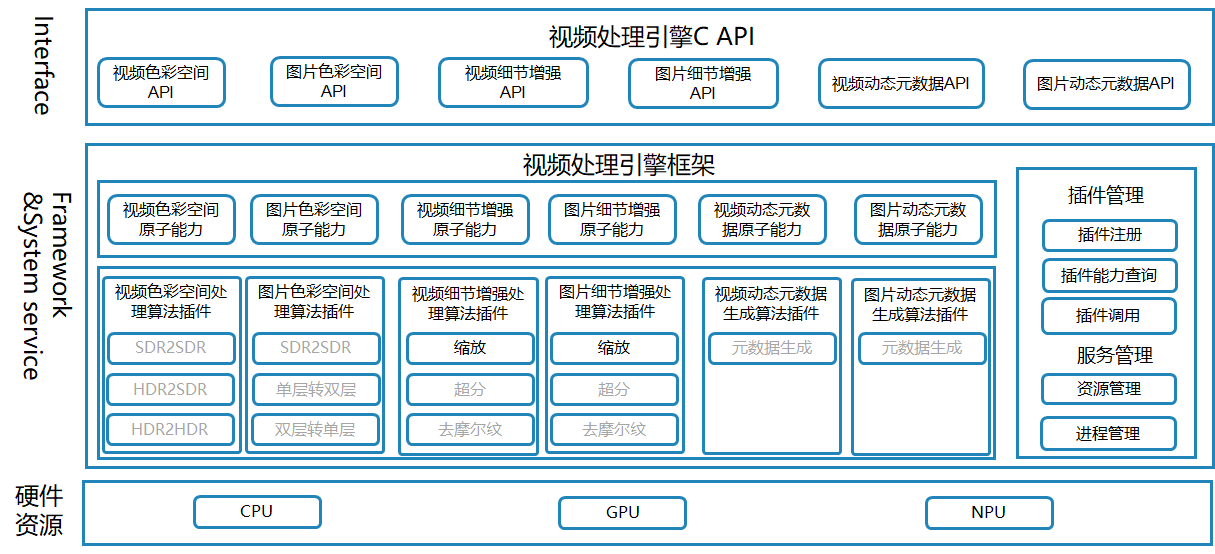 Interface
视频处理引擎C API
视频色彩空间
API
图片色彩空间
API
视频细节增强
API
图片细节增强
API
视频动态元数据API
图片动态元数据API
Framework
&System service
视频处理引擎框架
视频色彩空间
原子能力
图片色彩空间
原子能力
视频细节增强
原子能力
图片细节增强
原子能力
视频动态元数
据原子能力
图片动态元数
据原子能力
视频色彩空间处
理算法插件
SDR2SDR
HDR2SDR
HDR2HDR
图片色彩空间处
理算法插件
SDR2SDR
单层转双层
双层转单层
视频细节增强处
理算法插件
缩放
超分
去摩尔纹
图片细节增强处
理算法插件
缩放
超分
去摩尔纹
视频动态元数据
生成算法插件
元数据生成
图片动态元数据
生成算法插件
元数据生成
插件管理
插件注册
插件能力查询
插件调用
服务管理
资源管理
进程管理
硬件
资源
CPU
GPU
NPU